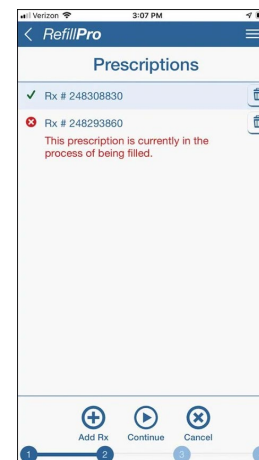 Verizon 3:07 PM
RefillPro
Prescriptions
Rx # 248308830
Rx # 248293860
This prescription is currently in the
process of being filled.
Add Rx Continue Cancel
1 2 3